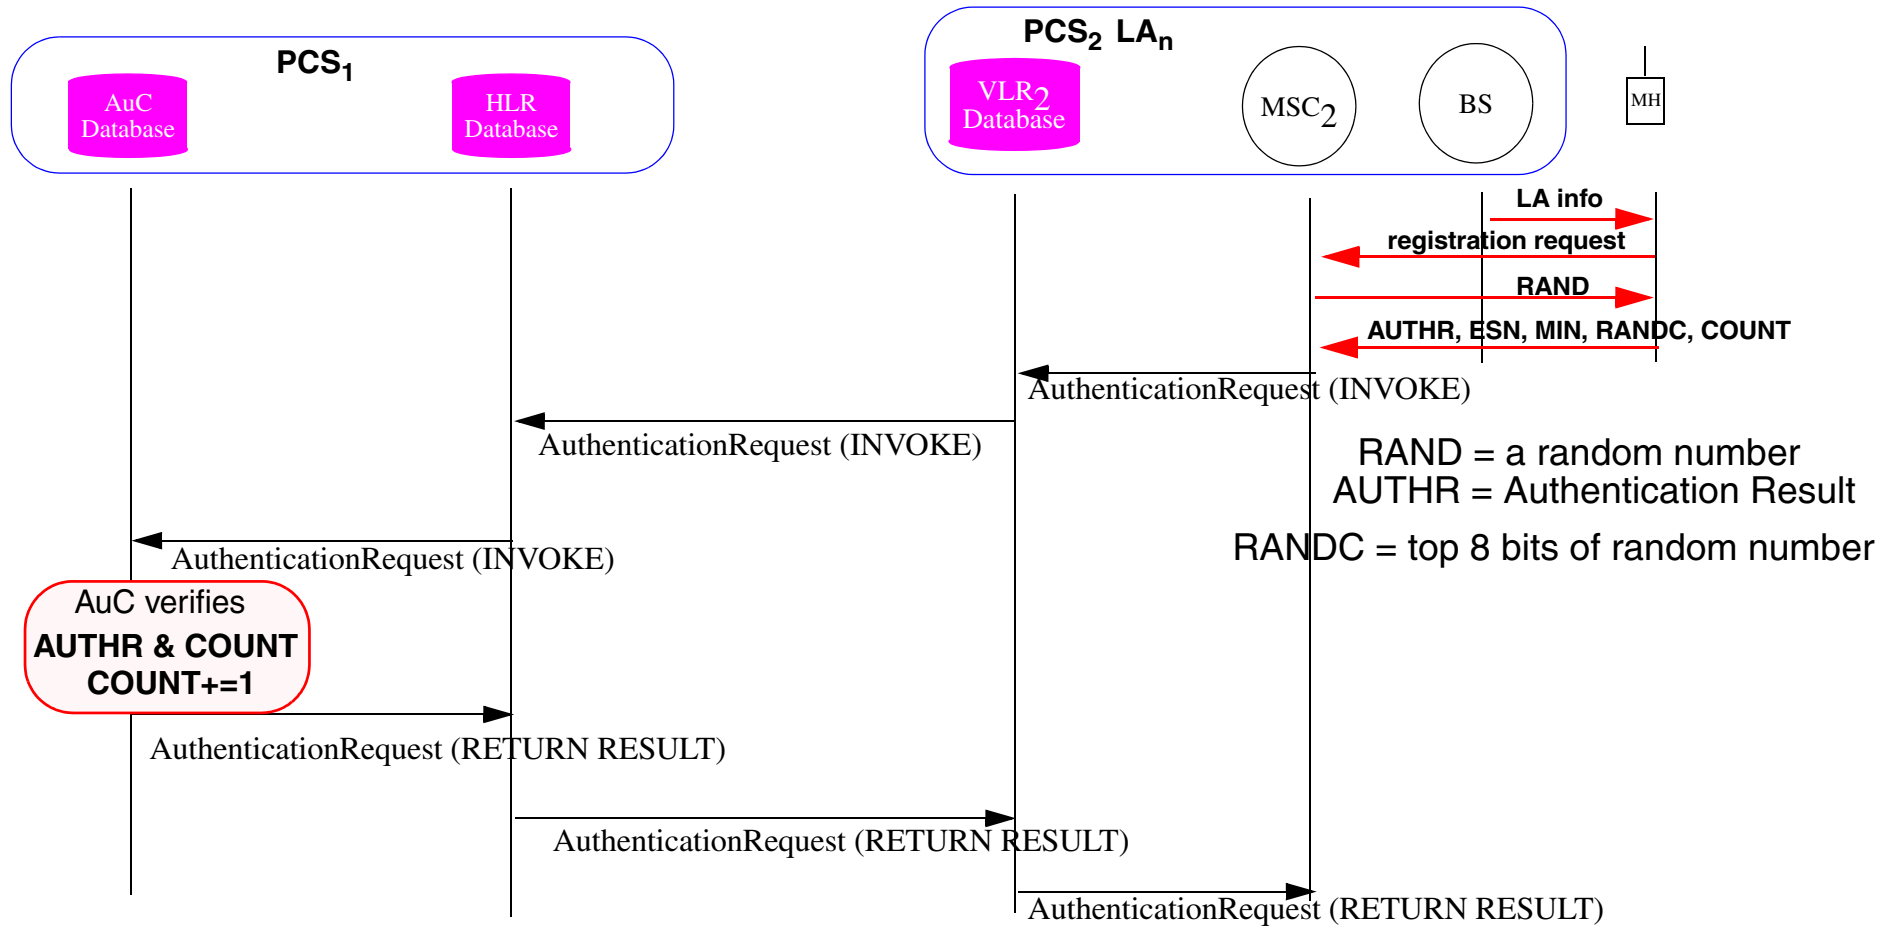 PCS1
PCS2 LAn
AuC
Database
HLR
Database
VLR2
Database
MSC2
BS
MH
LA info
registration request
RAND
AUTHR, ESN, MIN, RANDC, COUNT
AuthenticationRequest (INVOKE)
AuthenticationRequest (INVOKE)
RAND = a random number
AUTHR = Authentication Result
RANDC = top 8 bits of random number
AuthenticationRequest (INVOKE)
AuC verifies
AUTHR & COUNT
COUNT+=1
AuthenticationRequest (RETURN RESULT)
AuthenticationRequest (RETURN RESULT)
AuthenticationRequest (RETURN RESULT)